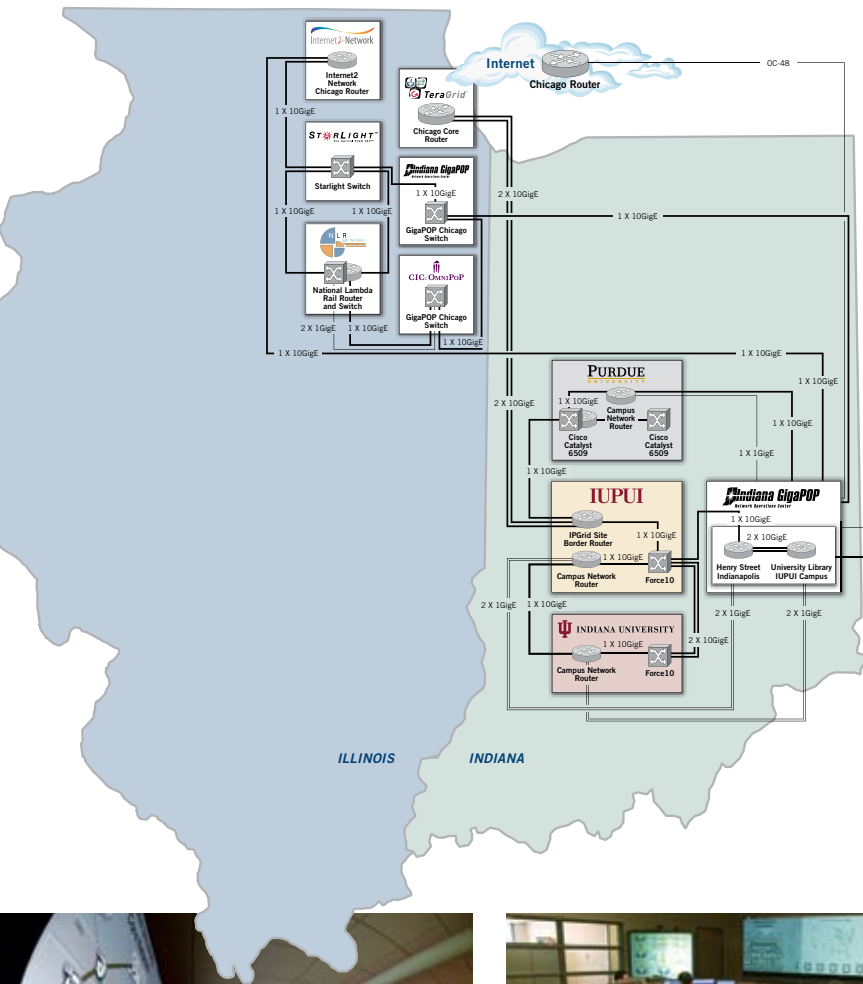 Internet2 Network
Internet2
Network
Chicago Router
1 X 10GigE
STARLIGHT™
Starlight Switch
1 X 10GigE
1 X 10GigE
NLR
National Lambda
Rail Router
and Switch
2 X 1GigE
1 X 10GigE
TeraGrid™
Chicago Core
Router
Indiana GigaPOP
Network Operations Center
1 X 10GigE
GigaPOP Chicago
Switch
CIC OMNIPOP
GigaPOP Chicago
Switch
1 X 10GigE
Internet
Chicago Router
OC-48
2 X 10GigE
1 X 10GigE
1 X 10GigE
1 X 10GigE
1 X 10GigE
PURDUE
UNIVERSITY
1 X 10GigE
Campus
Network
Router
Cisco
Catalyst
6509
Cisco
Catalyst
6509
2 X 10GigE
1 X 10GigE
1 X 10GigE
1 X 1GigE
IUPUI
IPGrid Site
Border Router
1 X 10GigE
1 X 10GigE
Campus Network
Router
Force10
Indiana GigaPOP
Network Operations Center
1 X 10GigE
2 X 10GigE
Henry Street
Indianapolis
University Library
IUPUI Campus
2 X 1GigE
1 X 10GigE
2 X 1GigE
2 X 1GigE
INDIANA UNIVERSITY
1 X 10GigE
2 X 10GigE
Campus Network
Router
Force10
ILLINOIS
INDIANA